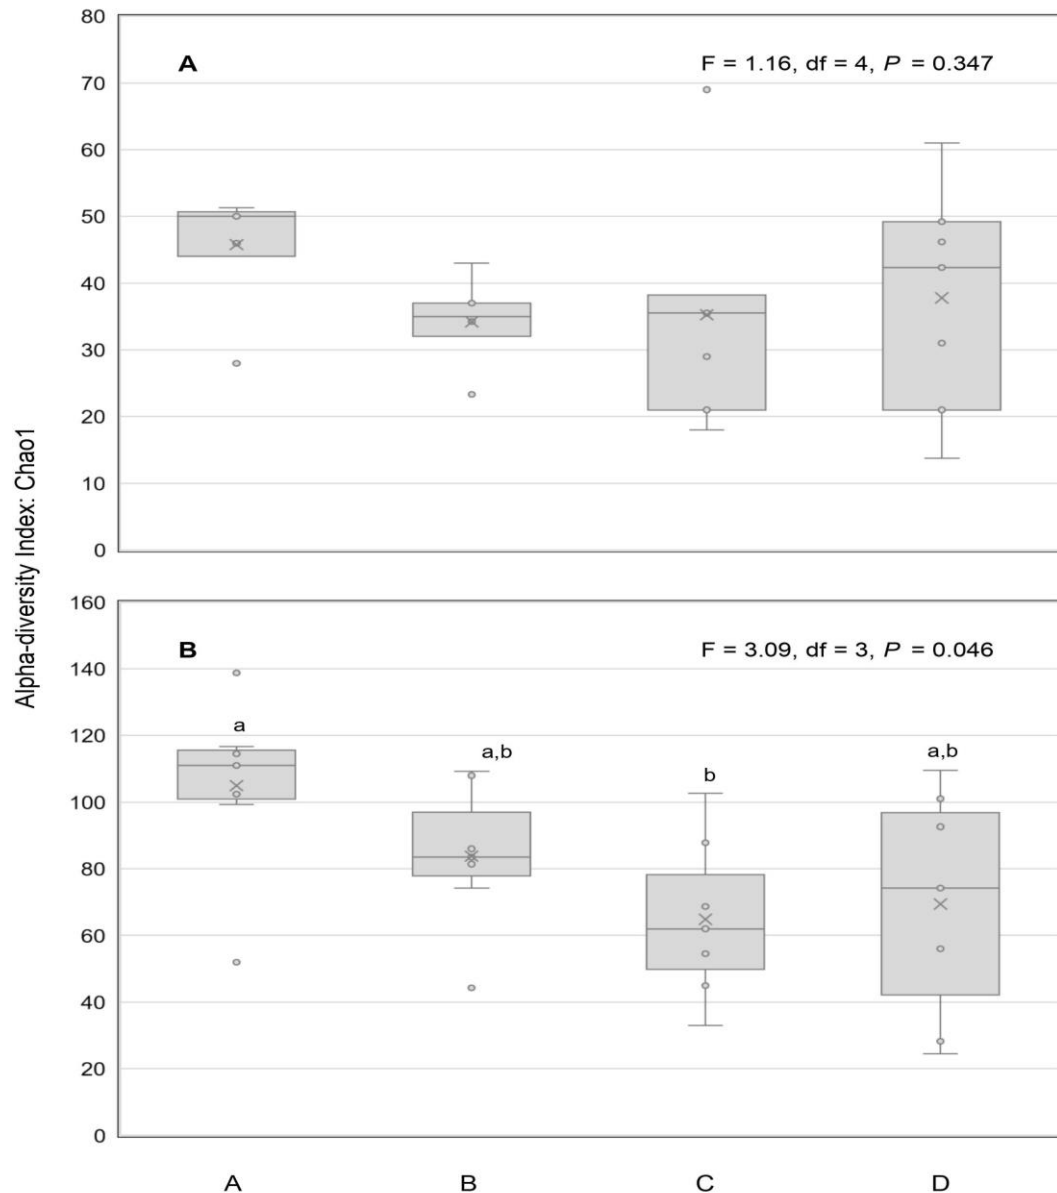 80
A F = 1.16, df = 4, P = 0.347
70
60
50
40
30
20
10
0
Alpha-diversity Index: Chao1
160
B F = 3.09, df = 3, P = 0.046
140
120
a
a,b
b
a,b
100
80
60
40
20
0
A B C D